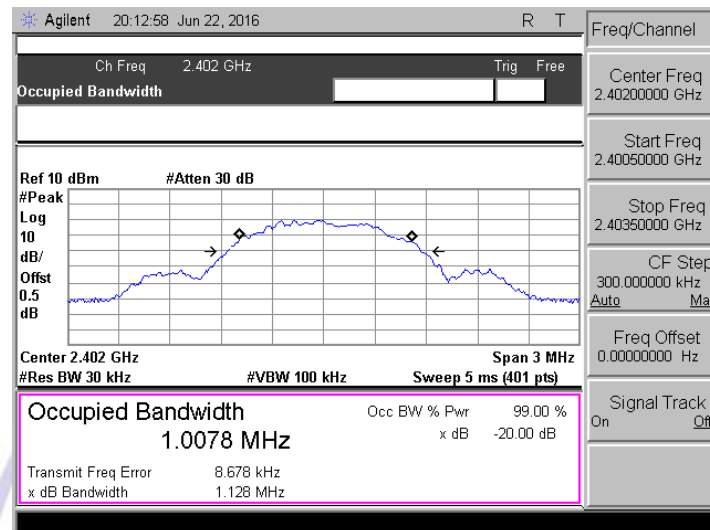 Agilent 20:12:58 Jun 22, 2016 R T
Ch Freq 2.402 GHz Trig Free
Occupied Bandwidth
Ref 10 dBm #Atten 30 dB
#Peak
Log
10
dB/
Offst
0.5
dB
Center 2.402 GHz Span 3 MHz
#Res BW 30 kHz #VBW 100 kHz Sweep 5 ms (401 pts)
Occupied Bandwidth Occ BW % Pwr 99.00 %
1.0078 MHz x dB -20.00 dB
Transmit Freq Error 8.678 kHz
x dB Bandwidth 1.128 MHz
Freq/Channel
Center Freq
2.40200000 GHz
Start Freq
2.40050000 GHz
Stop Freq
2.40350000 GHz
CF Step
300.000000 kHz
Auto Ma
Freq Offset
0.00000000 Hz
Signal Track
On Off